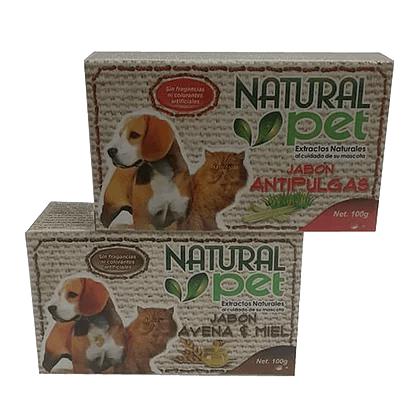 Sin fragancias
ni colorantes
artificiales
NATURAL
pet
Extractos Naturales
al cuidado de su mascota
JABON
ANTIPULGAS
Net. 100g
Sin fragancias
ni colorantes
artificiales
NATURAL
pet
Extractos Naturales
al cuidado de su mascota
JABON
AVENA & MIEL
Net. 100g